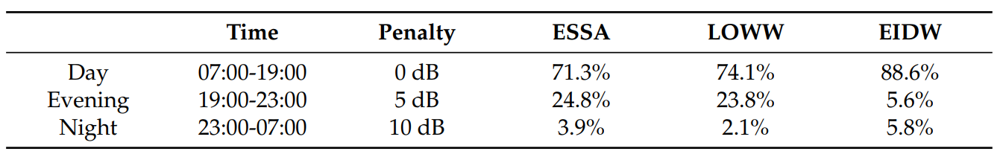 Time Penalty ESSA LOWW EIDW
Day 07:00-19:00 0 dB 71.3% 74.1% 88.6%
Evening 19:00-23:00 5 dB 24.8% 23.8% 5.6%
Night 23:00-07:00 10 dB 3.9% 2.1% 5.8%